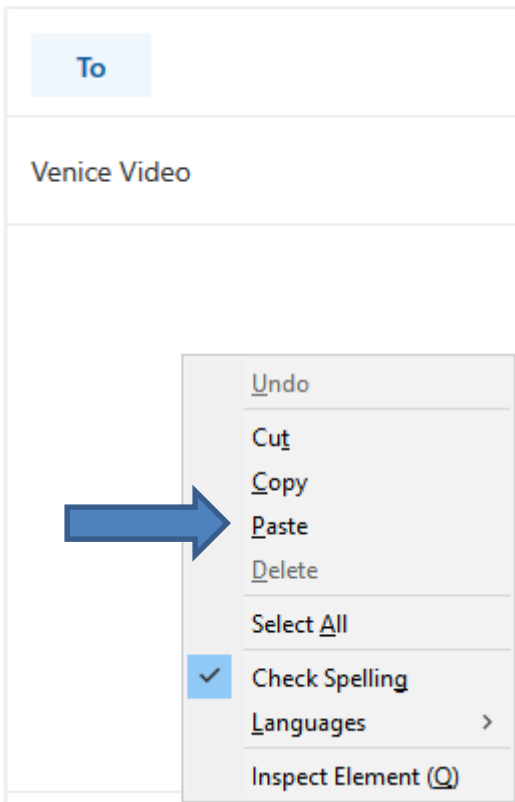 To
Venice Video
Undo
Cut
Copy
Paste
Delete
Select All
Check Spelling
Languages
Inspect Element (Q)